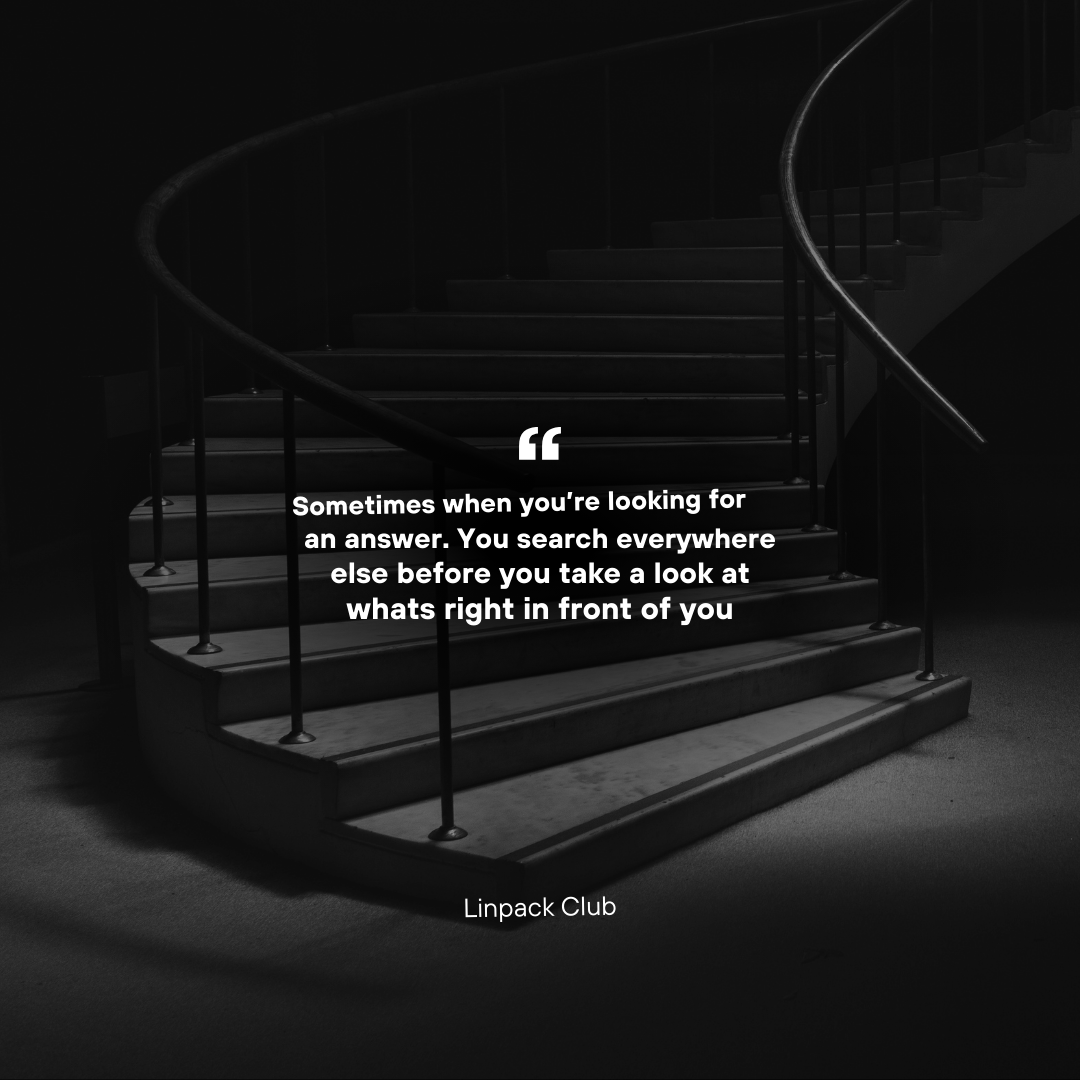 “
Sometimes when you’re looking for
an answer. You search everywhere
else before you take a look at
whats right in front of you
Linpack Club